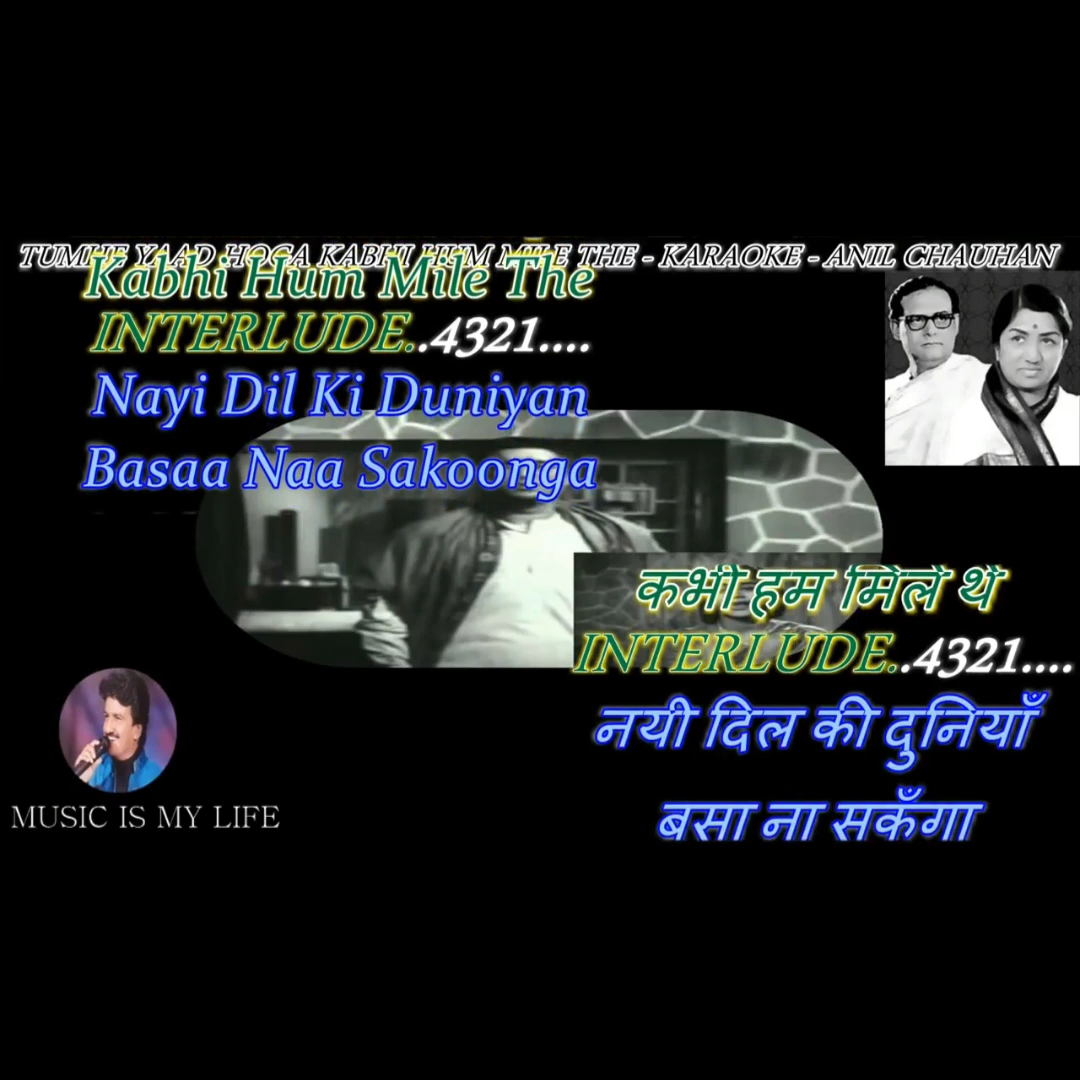 TUMHE YAAD HOGA KABHI HUM MILE THE - KARAOKE - ANIL CHAUHAN
Kabhi Hum Mile The
INTERLUDE..4321....
Nayi Dil Ki Duniyan
Basaa Naa Sakoonga
कभी हम मिले थे
INTERLUDE..4321....
नयी दिल की दुनियाँ
बसा ना सकूँगा
MUSIC IS MY LIFE